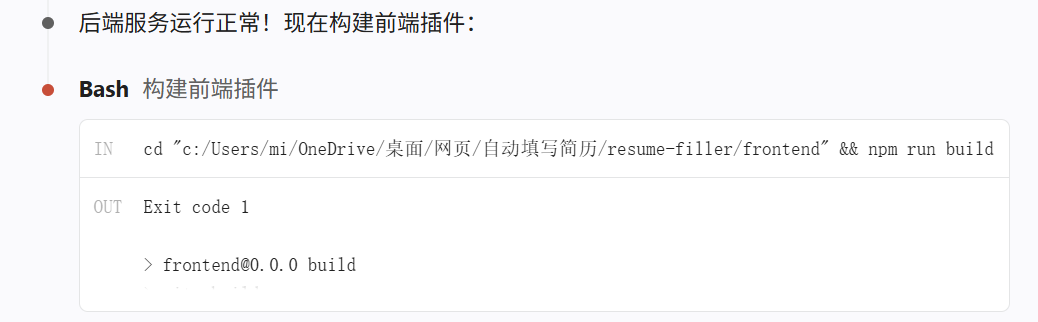 后端服务运行正常！现在构建前端插件：
Bash 构建前端插件
IN cd "c:/Users/mi/OneDrive/桌面/网页/自动填写简历/resume-filler/frontend" && npm run build
OUT Exit code 1
> frontend@0.0.0 build